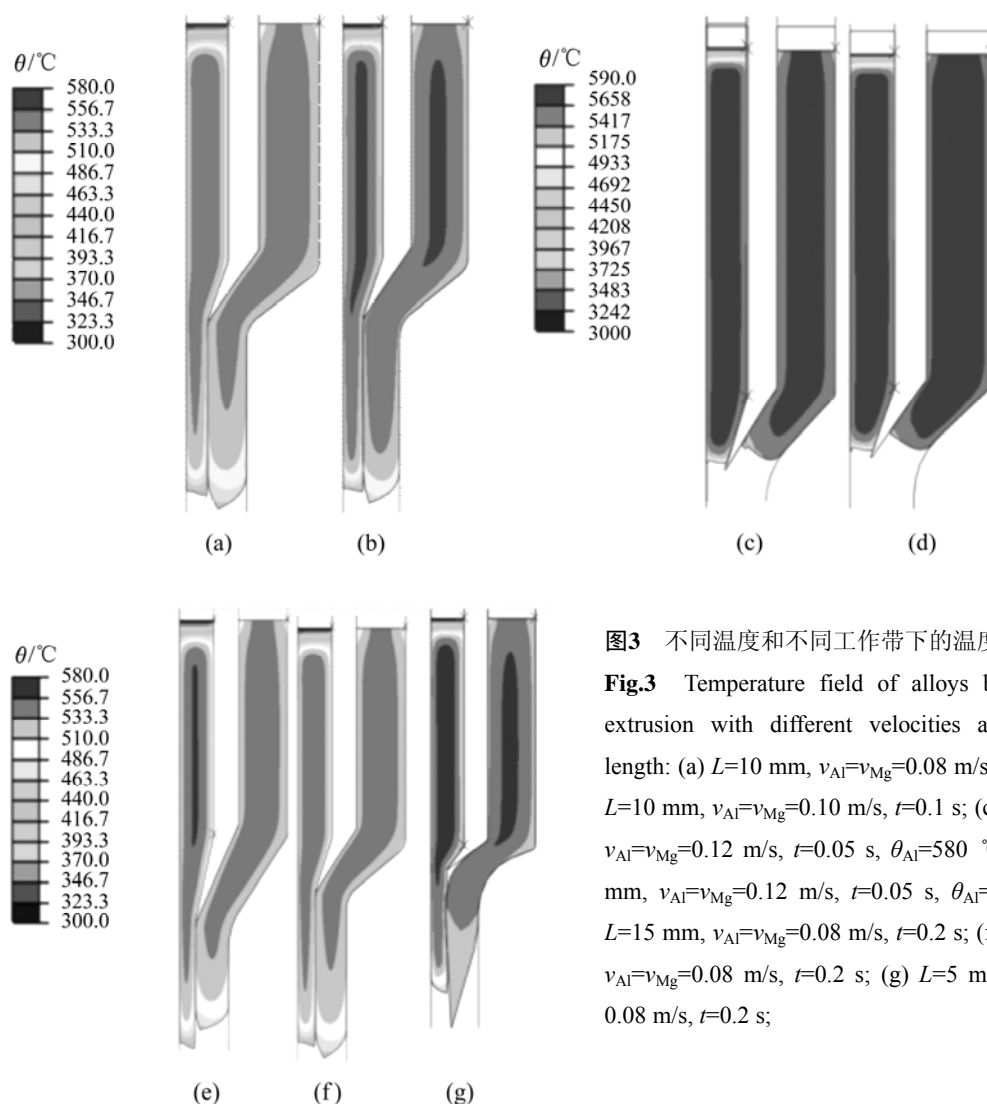 θ/℃
580.0
556.7
533.3
510.0
486.7
463.3
440.0
416.7
393.3
370.0
346.7
323.3
300.0
(a)
(b)
θ/℃
590.0
5658
5417
5175
4933
4692
4450
4208
3967
3725
3483
3242
3000
(c)
(d)
θ/℃
580.0
556.7
533.3
510.0
486.7
463.3
440.0
416.7
393.3
370.0
346.7
323.3
300.0
(e)
(f)
(g)
图3 不同温度和不同工作带下的温度
Fig.3 Temperature field of alloys b
extrusion with different velocities a
length: (a) L=10 mm, vAl=vMg=0.08 m/s
L=10 mm, vAl=vMg=0.10 m/s, t=0.1 s; (c
vAl=vMg=0.12 m/s, t=0.05 s, θAl=580 °
mm, vAl=vMg=0.12 m/s, t=0.05 s, θAl=
L=15 mm, vAl=vMg=0.08 m/s, t=0.2 s; (f
vAl=vMg=0.08 m/s, t=0.2 s; (g) L=5 m
0.08 m/s, t=0.2 s;